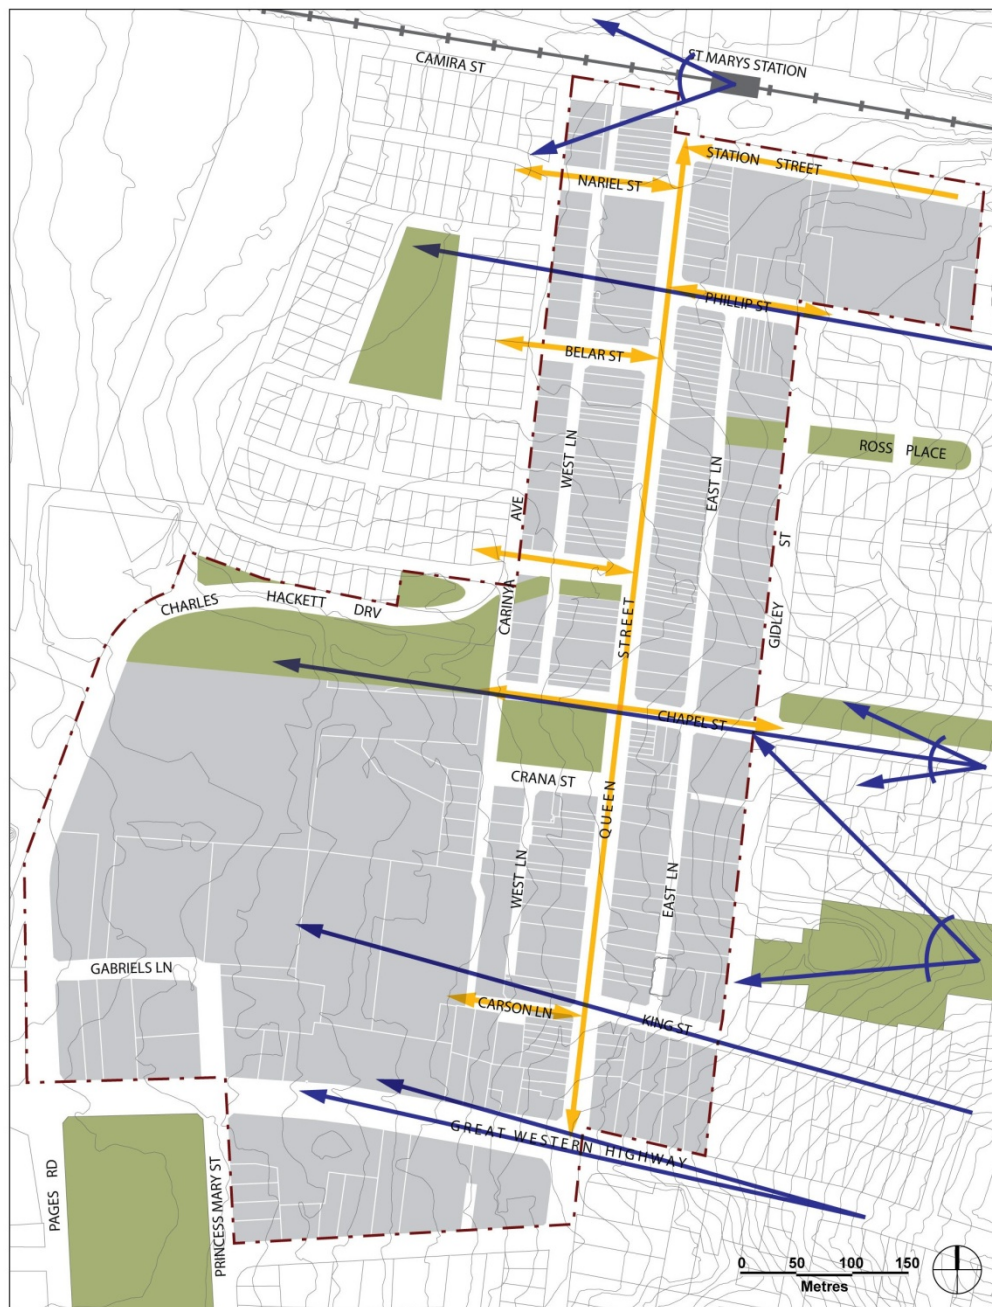 ST MARYS STATION
CAMIRA ST
STATION STREET
NARIEL ST
PHILLIP ST
BELAR ST
WEST LN
EAST LN
ROSS PLACE
AVE
ST
CHARLES HACKETT DRV
CARINYA
STREET
GIDLEY
CHAPEL ST
CRANA ST
QUEEN
WEST LN
EAST LN
GABRIELS LN
CARSON LN
KING ST
GREAT WESTERN HIGHWAY
PAGES RD
PRINCESS MARY ST
0 50 100 150
Metres